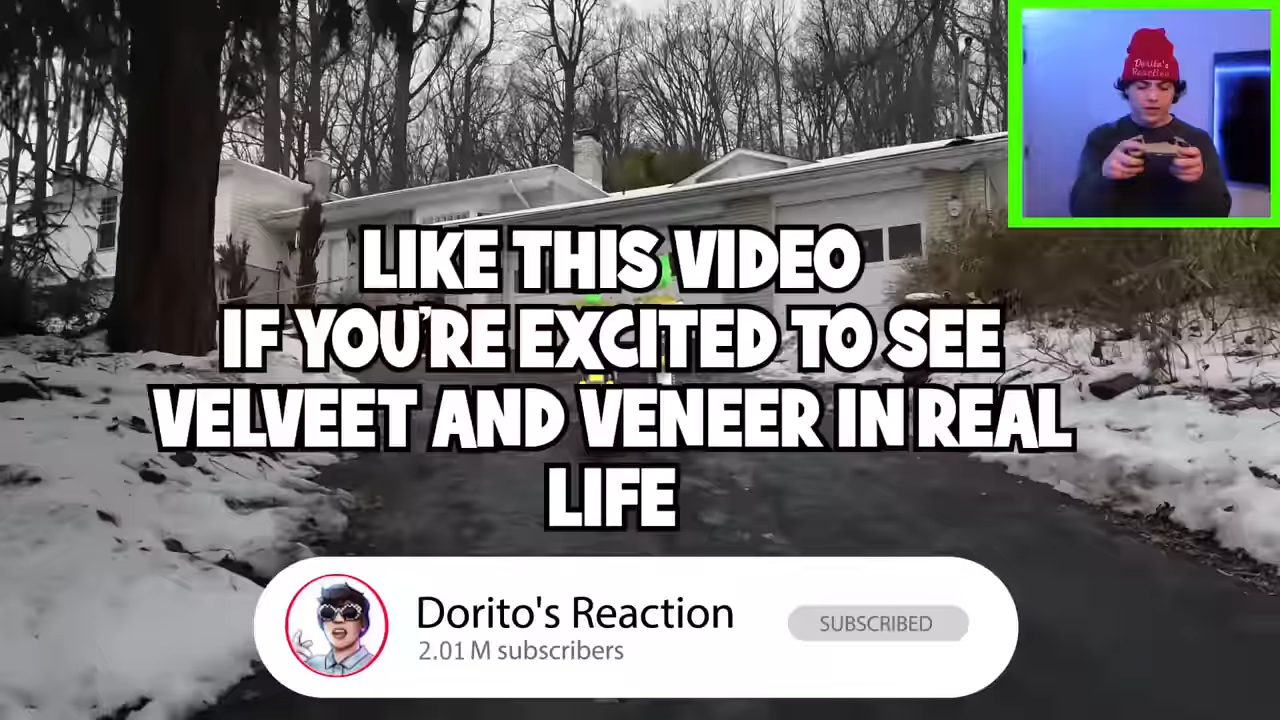 Dorito's
Reaction
LIKE THIS VIDEO
IF YOU'RE EXCITED TO SEE
VELVEET AND VENEER IN REAL
LIFE
Dorito's Reaction
2.01 M subscribers
SUBSCRIBED